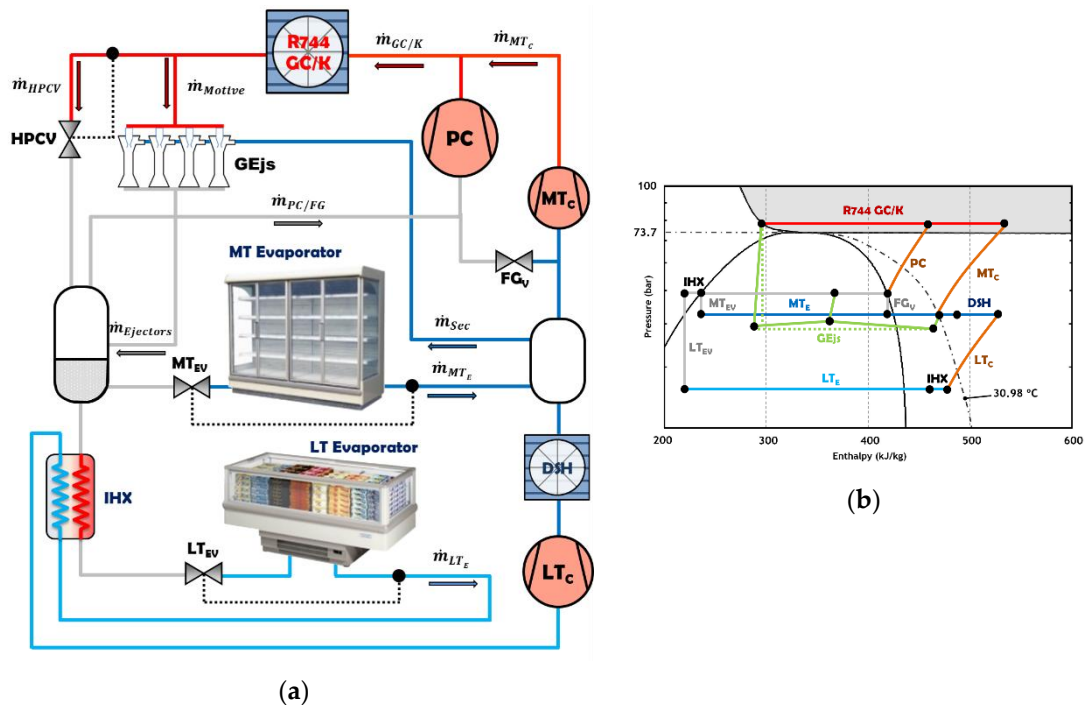 R744
GC/K
ṁGC/K
ṁMTC
ṁHPCV
ṁMotive
HPCV
GEjs
PC
MTC
ṁPC/FG
MT Evaporator
FGV
ṁEjectors
ṁSec
MTEV
ṁMTE
LT Evaporator
DSH
IHX
LTEV
ṁLTE
LTC
(a)
100
R744 GC/K
73.7
PC
MTC
IHX
MTEV
MTE
FGV
DSH
GEjs
LTEV
LTC
LTE
IHX
30.98 ºC
Pressure (bar)
200
300
400
500
600
Enthalpy (kJ/kg)
(b)